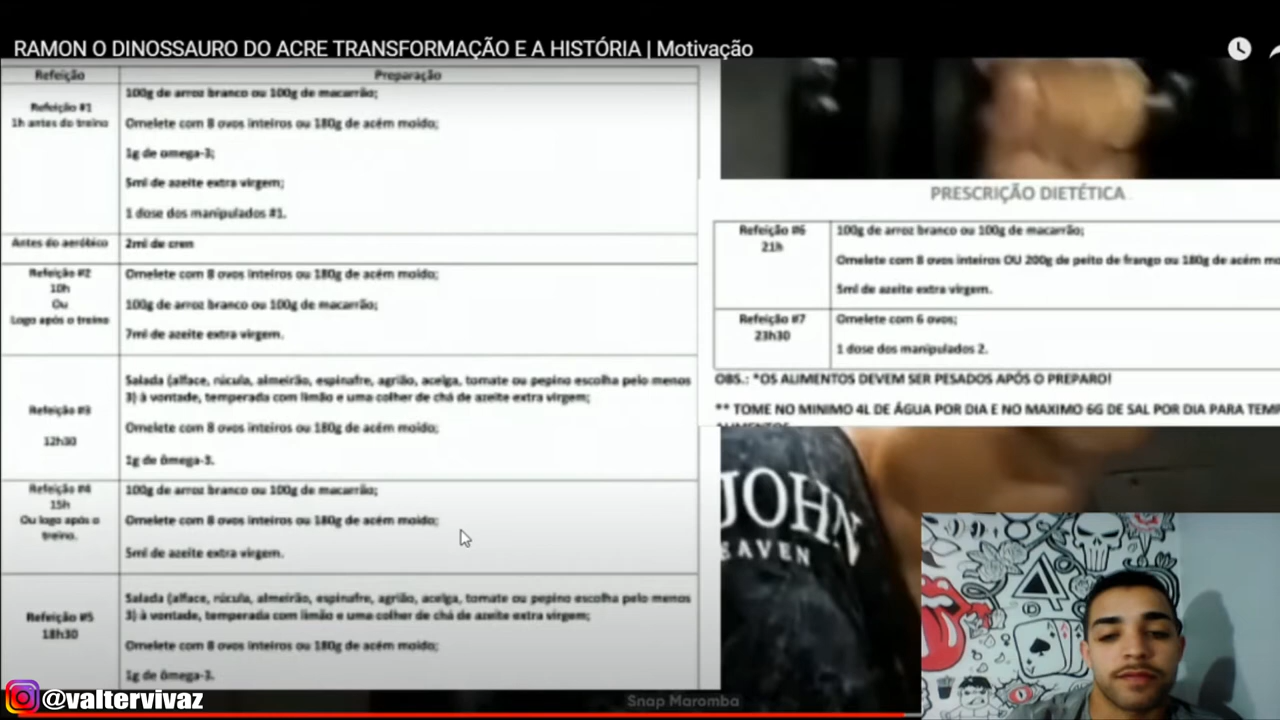 RAMON O DINOSSAURO DO ACRE TRANSFORMAÇÃO E A HISTÓRIA | Motivação
Refeição
Preparação
Refeição #1
1h antes do treino
100g de arroz branco ou 100g de macarrão;
Omelete com 8 ovos inteiros ou 180g de acém moído;
1g de omega-3;
5ml de azeite extra virgem;
1 dose dos manipulados #1.
Antes do aeróbico
2ml de cren
Refeição #2
10h
Ou
Logo após o treino
Omelete com 8 ovos inteiros ou 180g de acém moído;
100g de arroz branco ou 100g de macarrão;
7ml de azeite extra virgem.
Refeição #3
12h30
Salada (alface, rúcula, almeirão, espinafre, agrião, acelga, tomate ou pepino escolha pelo menos
3) à vontade, temperada com limão e uma colher de chá de azeite extra virgem;
Omelete com 8 ovos inteiros ou 180g de acém moído;
1g de ômega-3.
Refeição #4
15h
Ou logo após o
treino.
100g de arroz branco ou 100g de macarrão;
Omelete com 8 ovos inteiros ou 180g de acém moído;
5ml de azeite extra virgem.
Refeição #5
18h30
Salada (alface, rúcula, almeirão, espinafre, agrião, acelga, tomate ou pepino escolha pelo menos
3) à vontade, temperada com limão e uma colher de chá de azeite extra virgem;
Omelete com 8 ovos inteiros ou 180g de acém moído;
1g de ômega-3.
PRESCRIÇÃO DIETÉTICA
Refeição #6
21h
100g de arroz branco ou 100g de macarrão;
Omelete com 8 ovos inteiros OU 200g de peito de frango ou 180g de acém mo
5ml de azeite extra virgem.
Refeição #7
23h30
Omelete com 6 ovos;
1 dose dos manipulados 2.
OBS.: *OS ALIMENTOS DEVEM SER PESADOS APÓS O PREPARO!
** TOME NO MINIMO 4L DE ÁGUA POR DIA E NO MAXIMO 6G DE SAL POR DIA PARA TEMP
JOHN
EAVEN
Snap Maromba
@valtervivaz